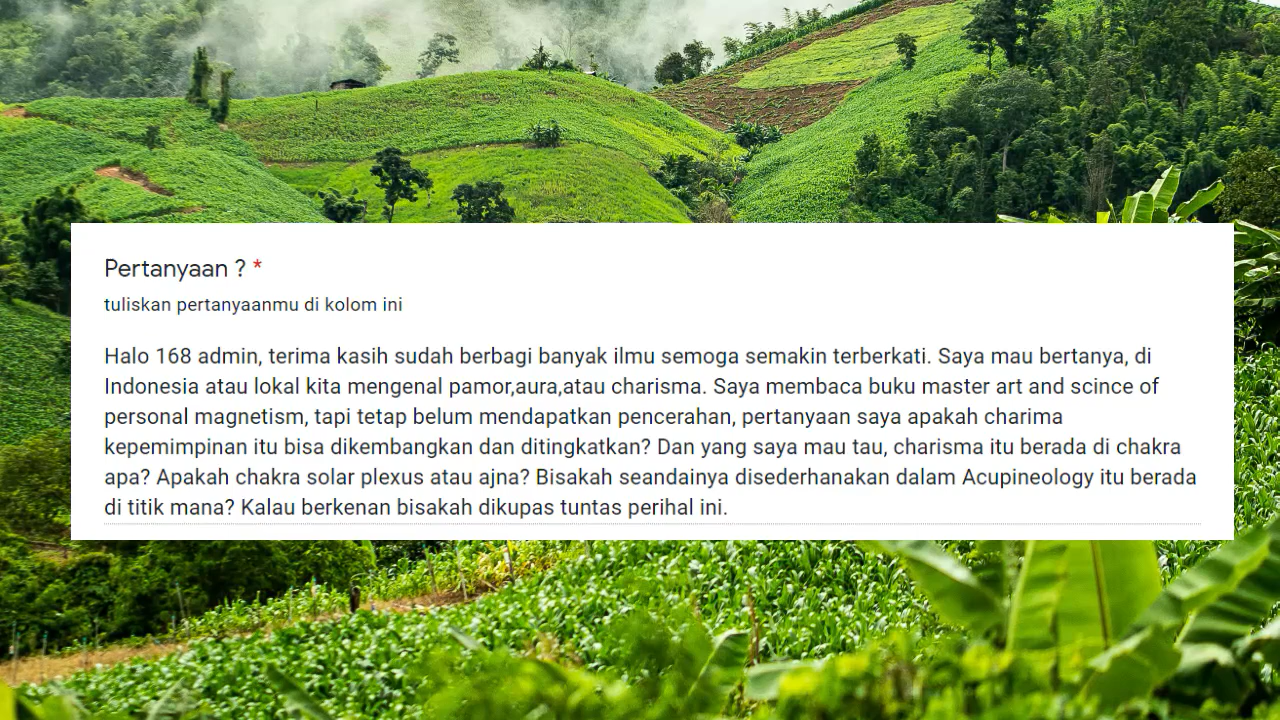 Pertanyaan ? *
tuliskan pertanyaanmu di kolom ini
Halo 168 admin, terima kasih sudah berbagi banyak ilmu semoga semakin terberkati. Saya mau bertanya, di
Indonesia atau lokal kita mengenal pamor,aura,atau charisma. Saya membaca buku master art and scince of
personal magnetism, tapi tetap belum mendapatkan pencerahan, pertanyaan saya apakah charima
kepemimpinan itu bisa dikembangkan dan ditingkatkan? Dan yang saya mau tau, charisma itu berada di chakra
apa? Apakah chakra solar plexus atau ajna? Bisakah seandainya disederhanakan dalam Acupineology itu berada
di titik mana? Kalau berkenan bisakah dikupas tuntas perihal ini.